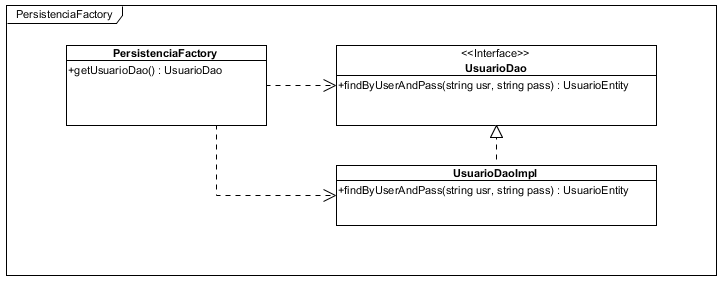 PersistenciaFactory
PersistenciaFactory
+getUsuarioDao() : UsuarioDao
<<Interface>>
UsuarioDao
+findByUserAndPass(string usr, string pass) : UsuarioEntity
UsuarioDaoImpl
+findByUserAndPass(string usr, string pass) : UsuarioEntity